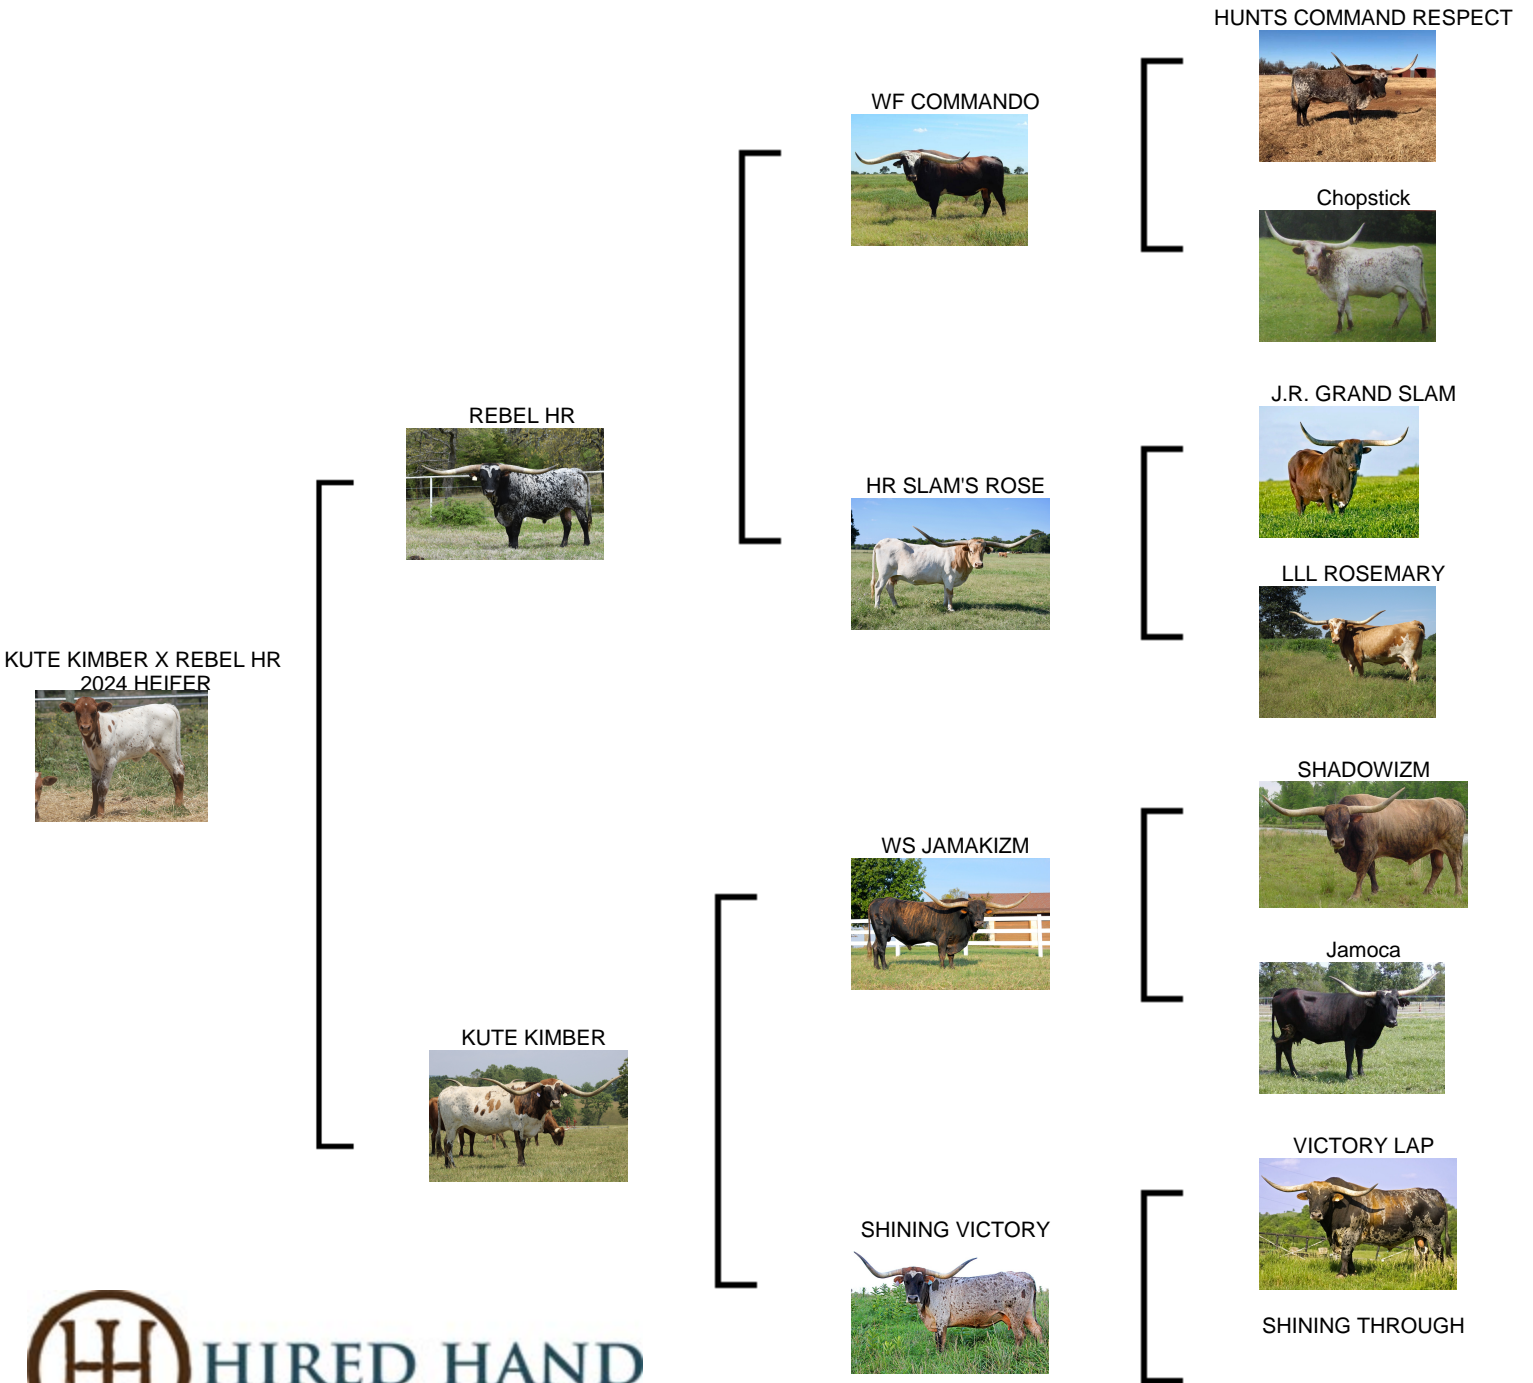 HUNTS COMMAND RESPECT
WF COMMANDO
Chopstick
J.R. GRAND SLAM
REBEL HR
HR SLAM'S ROSE
LLL ROSEMARY
KUTE KIMBER X REBEL HR
2024 HEIFER
SHADOWIZM
WS JAMAKIZM
Jamoca
KUTE KIMBER
VICTORY LAP
SHINING VICTORY
SHINING THROUGH
HIRED HAND